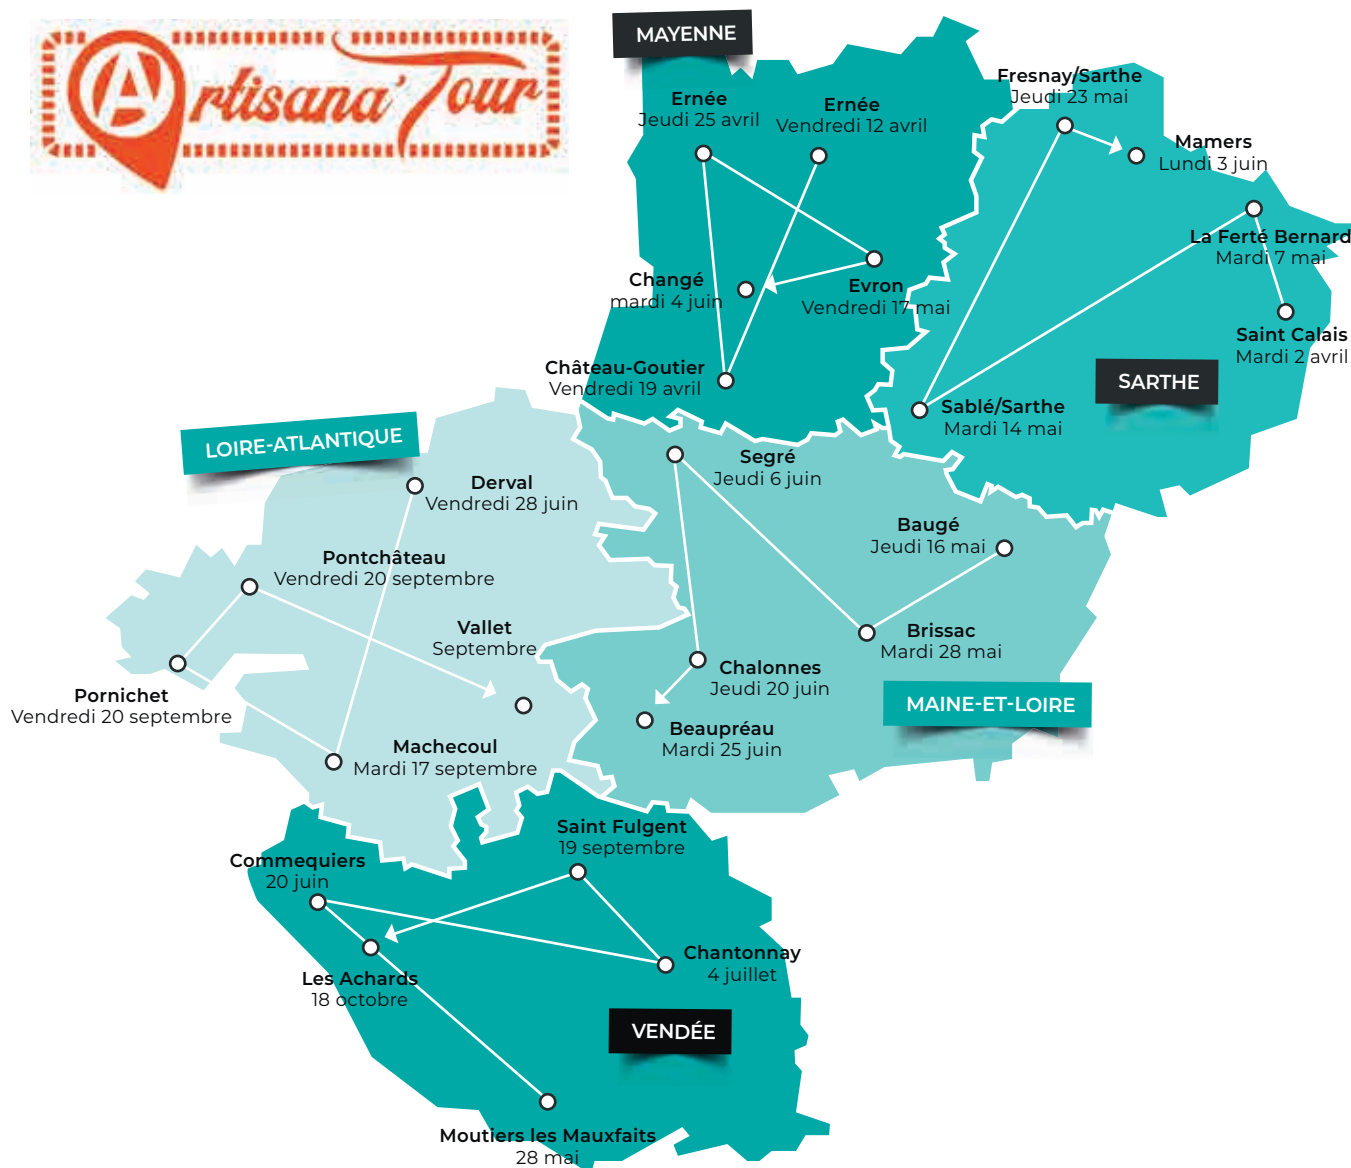 Artisana'Tour
MAYENNE
Ernée
Jeudi 25 avril
Ernée
Vendredi 12 avril
Changé
mardi 4 juin
Evron
Vendredi 17 mai
Château-Goutier
Vendredi 19 avril
Fresnay/Sarthe
Jeudi 23 mai
Mamers
Lundi 3 juin
La Ferté Bernard
Mardi 7 mai
Saint Calais
Mardi 2 avril
SARTHE
Sablé/Sarthe
Mardi 14 mai
LOIRE-ATLANTIQUE
Derval
Vendredi 28 juin
Pontchâteau
Vendredi 20 septembre
Vallet
Septembre
Pornichet
Vendredi 20 septembre
Machecoul
Mardi 17 septembre
Segré
Jeudi 6 juin
Baugé
Jeudi 16 mai
Brissac
Mardi 28 mai
Chalonnes
Jeudi 20 juin
MAINE-ET-LOIRE
Beaupréau
Mardi 25 juin
Saint Fulgent
19 septembre
Commequiers
20 juin
Chantonnay
4 juillet
Les Achards
18 octobre
VENDÉE
Moutiers les Mauxfaits
28 mai